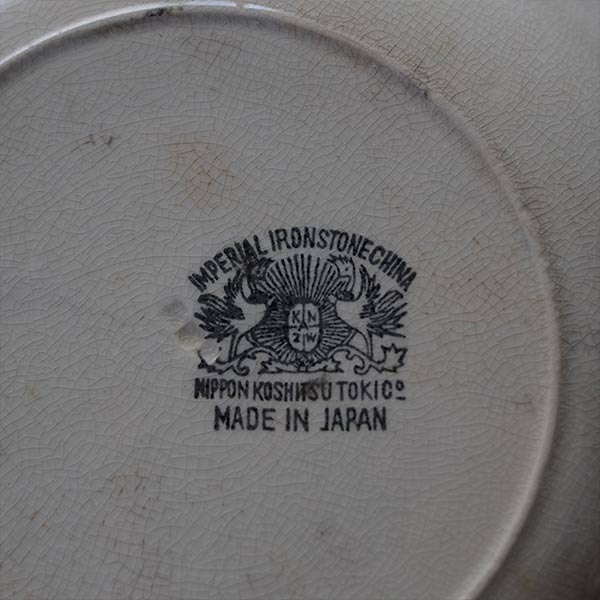 IMPERIAL IRONSTONE CHINA
K N
A
Z W
NIPPON KOSHITSU TOKI Cº
MADE IN JAPAN